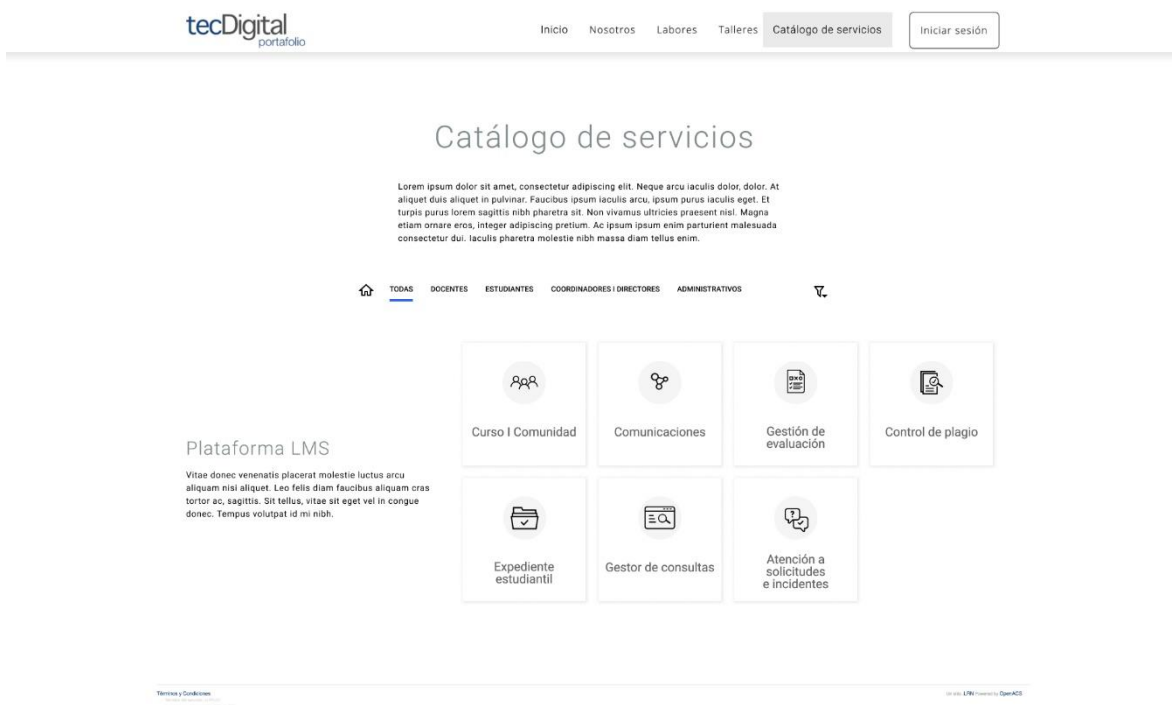 tecDigital
portafolio
Inicio Nosotros Labores Talleres Catálogo de servicios Iniciar sesión
Catálogo de servicios
Lorem ipsum dolor sit amet, consectetur adipiscing elit. Neque arcu iaculis dolor, dolor. At
aliquet duis aliquet in pulvinar. Faucibus ipsum iaculis arcu, ipsum purus iaculis eget. Et
turpis purus lorem sagittis nibh pharetra sit. Non vivamus ultricies praesent nisl. Magna
etiam ornare eros, integer adipiscing pretium. Ac ipsum ipsum enim parturient malesuada
consectetur dui. Iaculis pharetra molestie nibh massa diam tellus enim.
TODAS DOCENTES ESTUDIANTES COORDINADORES I DIRECTORES ADMINISTRATIVOS
Plataforma LMS
Vitae donec venenatis placerat molestie luctus arcu
aliquam nisi aliquet. Leo felis diam faucibus aliquam cras
tortor ac, sagittis. Sit tellus, vitae sit eget vel in congue
donec. Tempus volutpat id mi nibh.
Curso I Comunidad
Comunicaciones
Gestión de
evaluación
Control de plagio
Expediente
estudiantil
Gestor de consultas
Atención a
solicitudes
e incidentes
Términos y Condiciones
LRN Powered by OpenACS